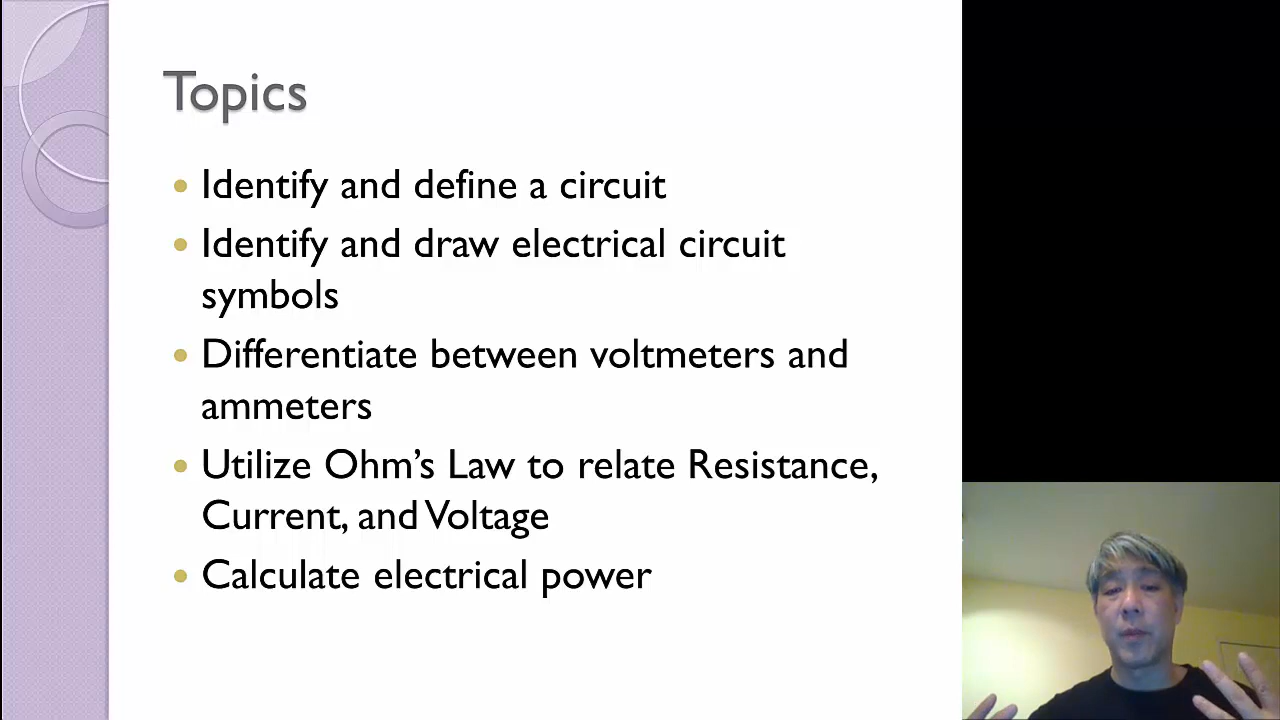 Topics
Identify and define a circuit
Identify and draw electrical circuit
symbols
Differentiate between voltmeters and
ammeters
Utilize Ohm’s Law to relate Resistance,
Current, and Voltage
Calculate electrical power